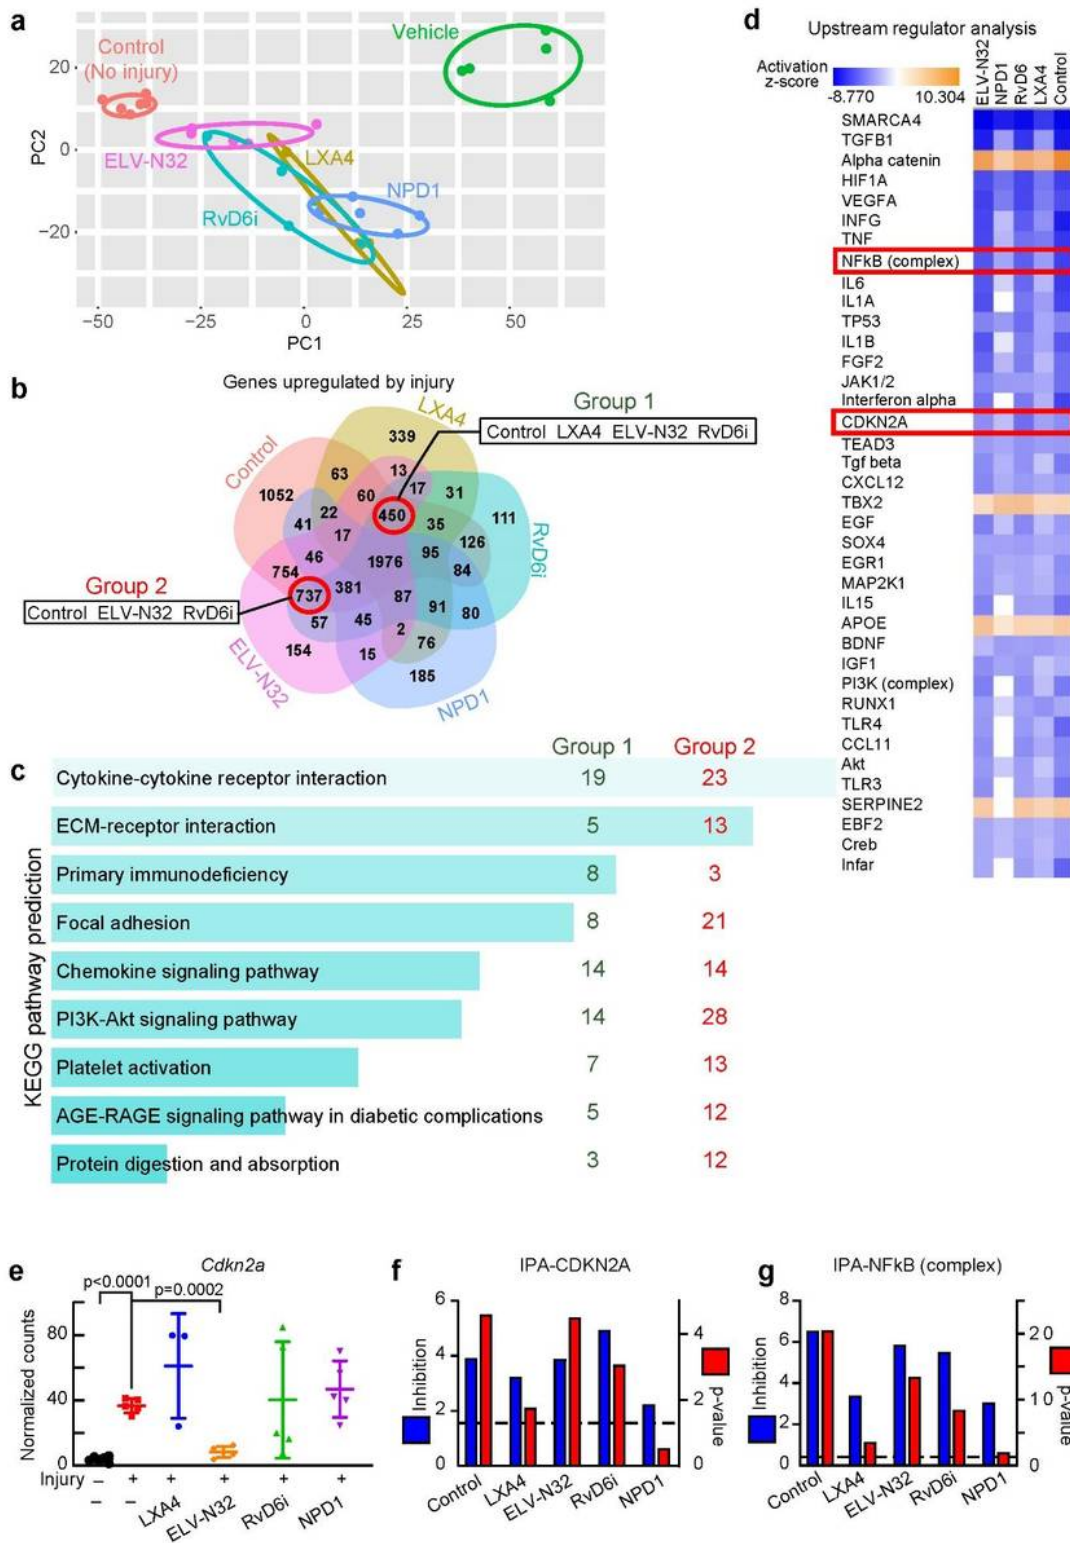 a
Vehicle
Control
(No injury)
ELV-N32
LXA4
NPD1
RvD6i
PC2
20
0
−20
−50
−25
0
25
50
PC1
b
Genes upregulated by injury
Group 1
Control LXA4 ELV-N32 RvD6i
LXA4
Control
RvD6i
ELV-N32
NPD1
339
63
13
17
31
1052
60
450
111
41
22
35
126
17
46
1976
95
84
754
381
737
87
91
80
57
45
2
76
154
15
185
Group 2
Control ELV-N32 RvD6i
c
KEGG pathway prediction
Group 1 Group 2
Cytokine-cytokine receptor interaction 19 23
ECM-receptor interaction 5 13
Primary immunodeficiency 8 3
Focal adhesion 8 21
Chemokine signaling pathway 14 14
PI3K-Akt signaling pathway 14 28
Platelet activation 7 13
AGE-RAGE signaling pathway in diabetic complications 5 12
Protein digestion and absorption 3 12
d
Upstream regulator analysis
Activation
z-score
-8.770 10.304
ELV-N32
NPD1
RvD6
LXA4
Control
SMARCA4
TGFB1
Alpha catenin
HIF1A
VEGFA
INFG
TNF
NFkB (complex)
IL6
IL1A
TP53
IL1B
FGF2
JAK1/2
Interferon alpha
CDKN2A
TEAD3
Tgf beta
CXCL12
TBX2
EGF
SOX4
EGR1
MAP2K1
IL15
APOE
BDNF
IGF1
PI3K (complex)
RUNX1
TLR4
CCL11
Akt
TLR3
SERPINE2
EBF2
Creb
Infar
e
Cdkn2a
p<0.0001
p=0.0002
Normalized counts
80
40
0
Injury – + + + + +
– – LXA4 ELV-N32 RvD6i NPD1
f
IPA-CDKN2A
Inhibition
6
4
2
0
p-value
4
2
0
Control LXA4 ELV-N32 RvD6i NPD1
g
IPA-NFkB (complex)
Inhibition
8
6
4
2
0
p-value
20
10
0
Control LXA4 ELV-N32 RvD6i NPD1